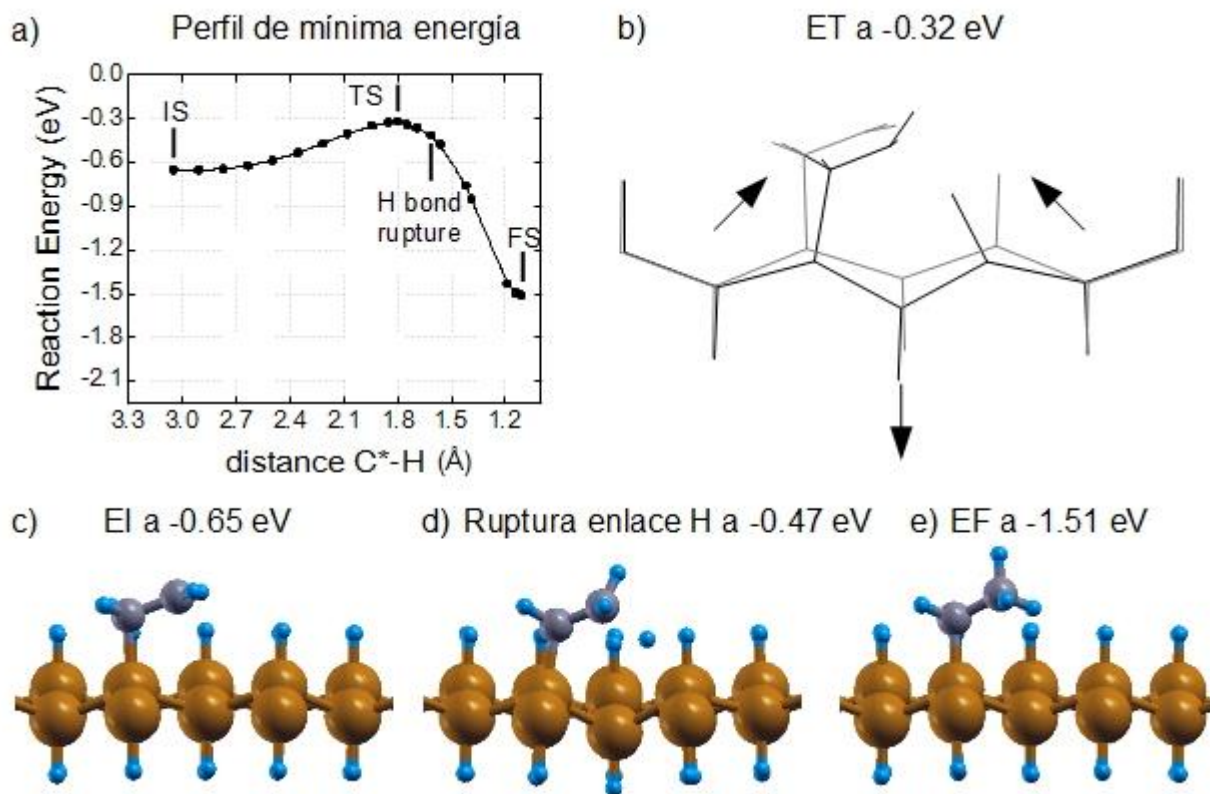 a) Perfil de mínima energía
b) ET a -0.32 eV
Reaction Energy (eV)
0.0
-0.3
-0.6
-0.9
-1.2
-1.5
-1.8
-2.1
IS
TS
H bond
rupture
FS
3.3 3.0 2.7 2.4 2.1 1.8 1.5 1.2
distance C*-H (Å)
c) EI a -0.65 eV
d) Ruptura enlace H a -0.47 eV
e) EF a -1.51 eV